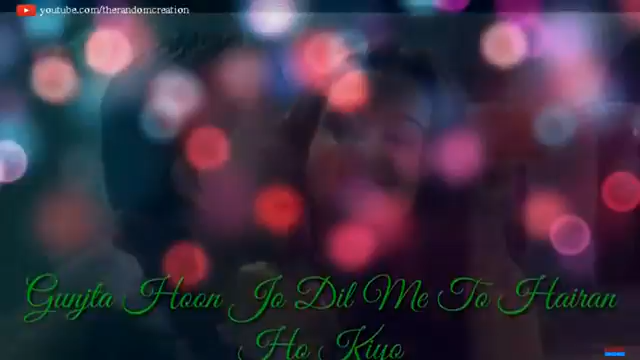 youtube.com/therandomcreation
Gunjta Hoon Jo Dil Me To Hairan
Ho Kiyo